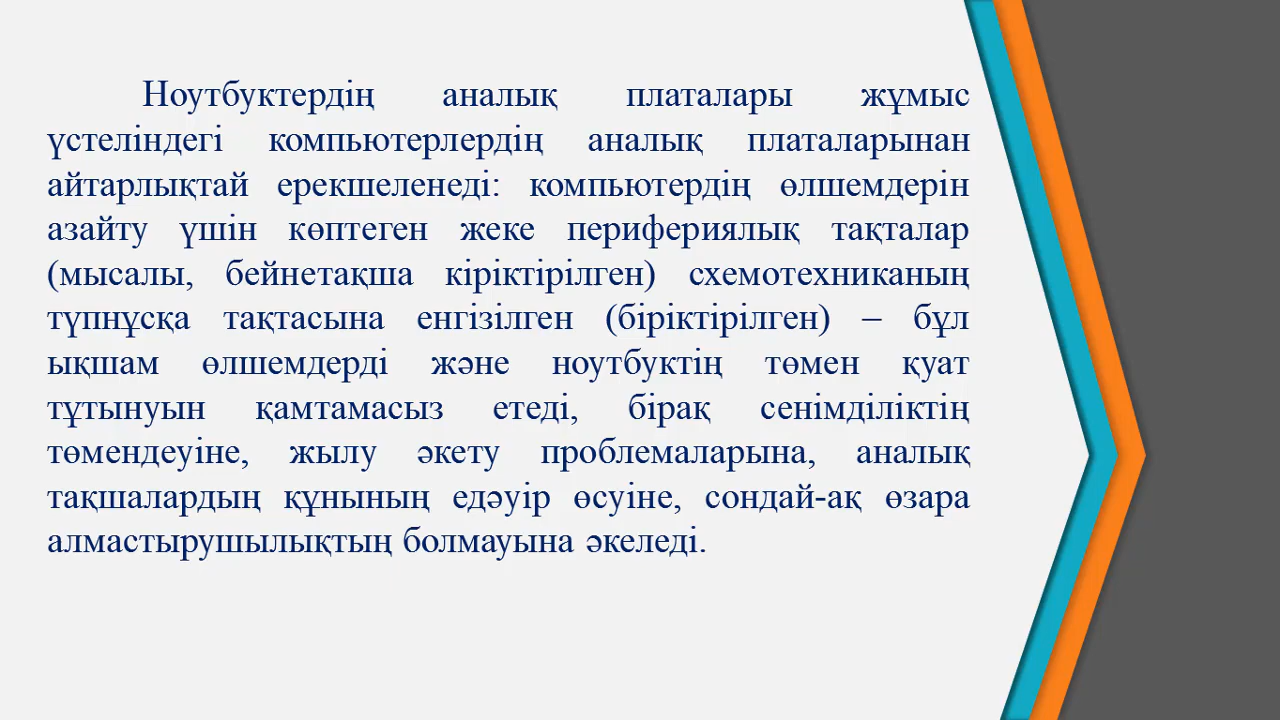 Ноутбуктердің аналық платалары жұмыс
үстеліндегі компьютерлердің аналық платаларынан
айтарлықтай ерекшеленеді: компьютердің өлшемдерін
азайту үшін көптеген жеке перифериялық тақталар
(мысалы, бейнетақша кіріктірілген) схемотехниканың
түпнұсқа тақтасына енгізілген (біріктірілген) – бұл
ықшам өлшемдерді және ноутбуктің төмен қуат
тұтынуын қамтамасыз етеді, бірақ сенімділіктің
төмендеуіне, жылу әкету проблемаларына, аналық
тақшалардың құнының едәуір өсуіне, сондай-ақ өзара
алмастырушылықтың болмауына әкеледі.